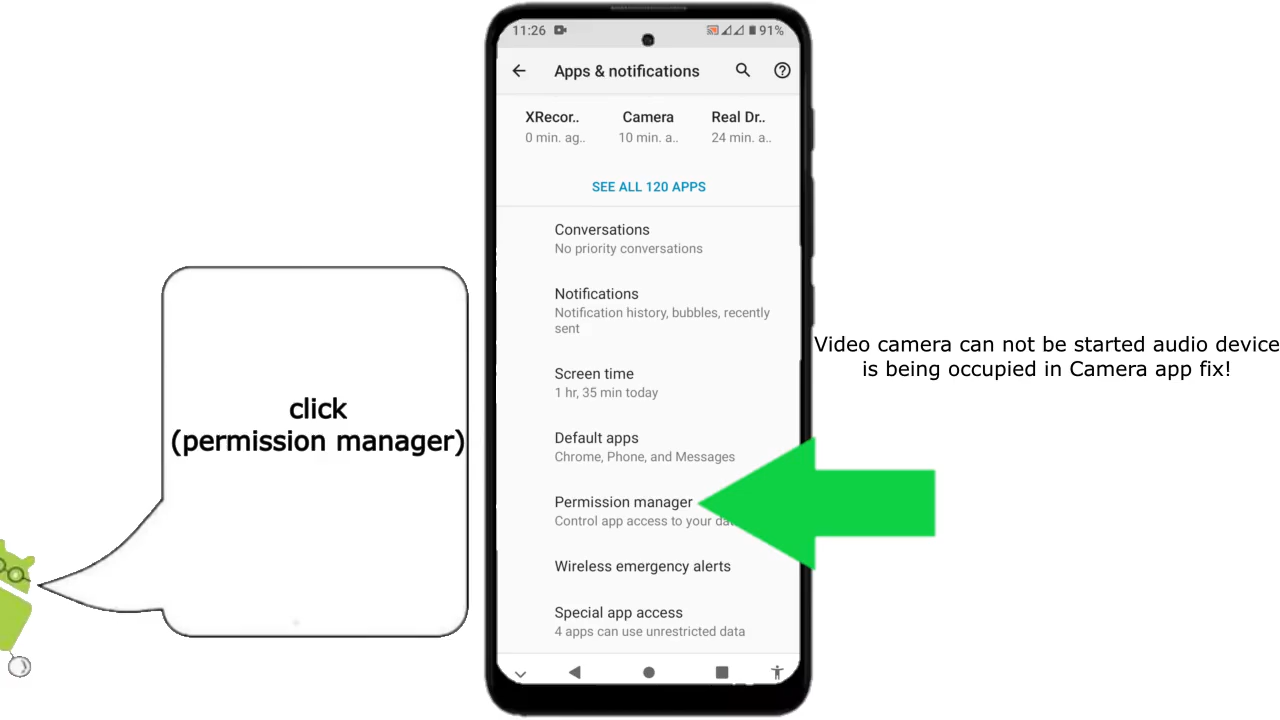 11:26
91%
Apps & notifications
XRecor.. Camera Real Dr..
0 min. ag.. 10 min. a.. 24 min. a..
SEE ALL 120 APPS
Conversations
No priority conversations
Notifications
Notification history, bubbles, recently
sent
Screen time
1 hr, 35 min today
Default apps
Chrome, Phone, and Messages
Permission manager
Control app access to your
Wireless emergency alerts
Special app access
4 apps can use unrestricted data
click
(permission manager)
Video camera can not be started audio device
is being occupied in Camera app fix!